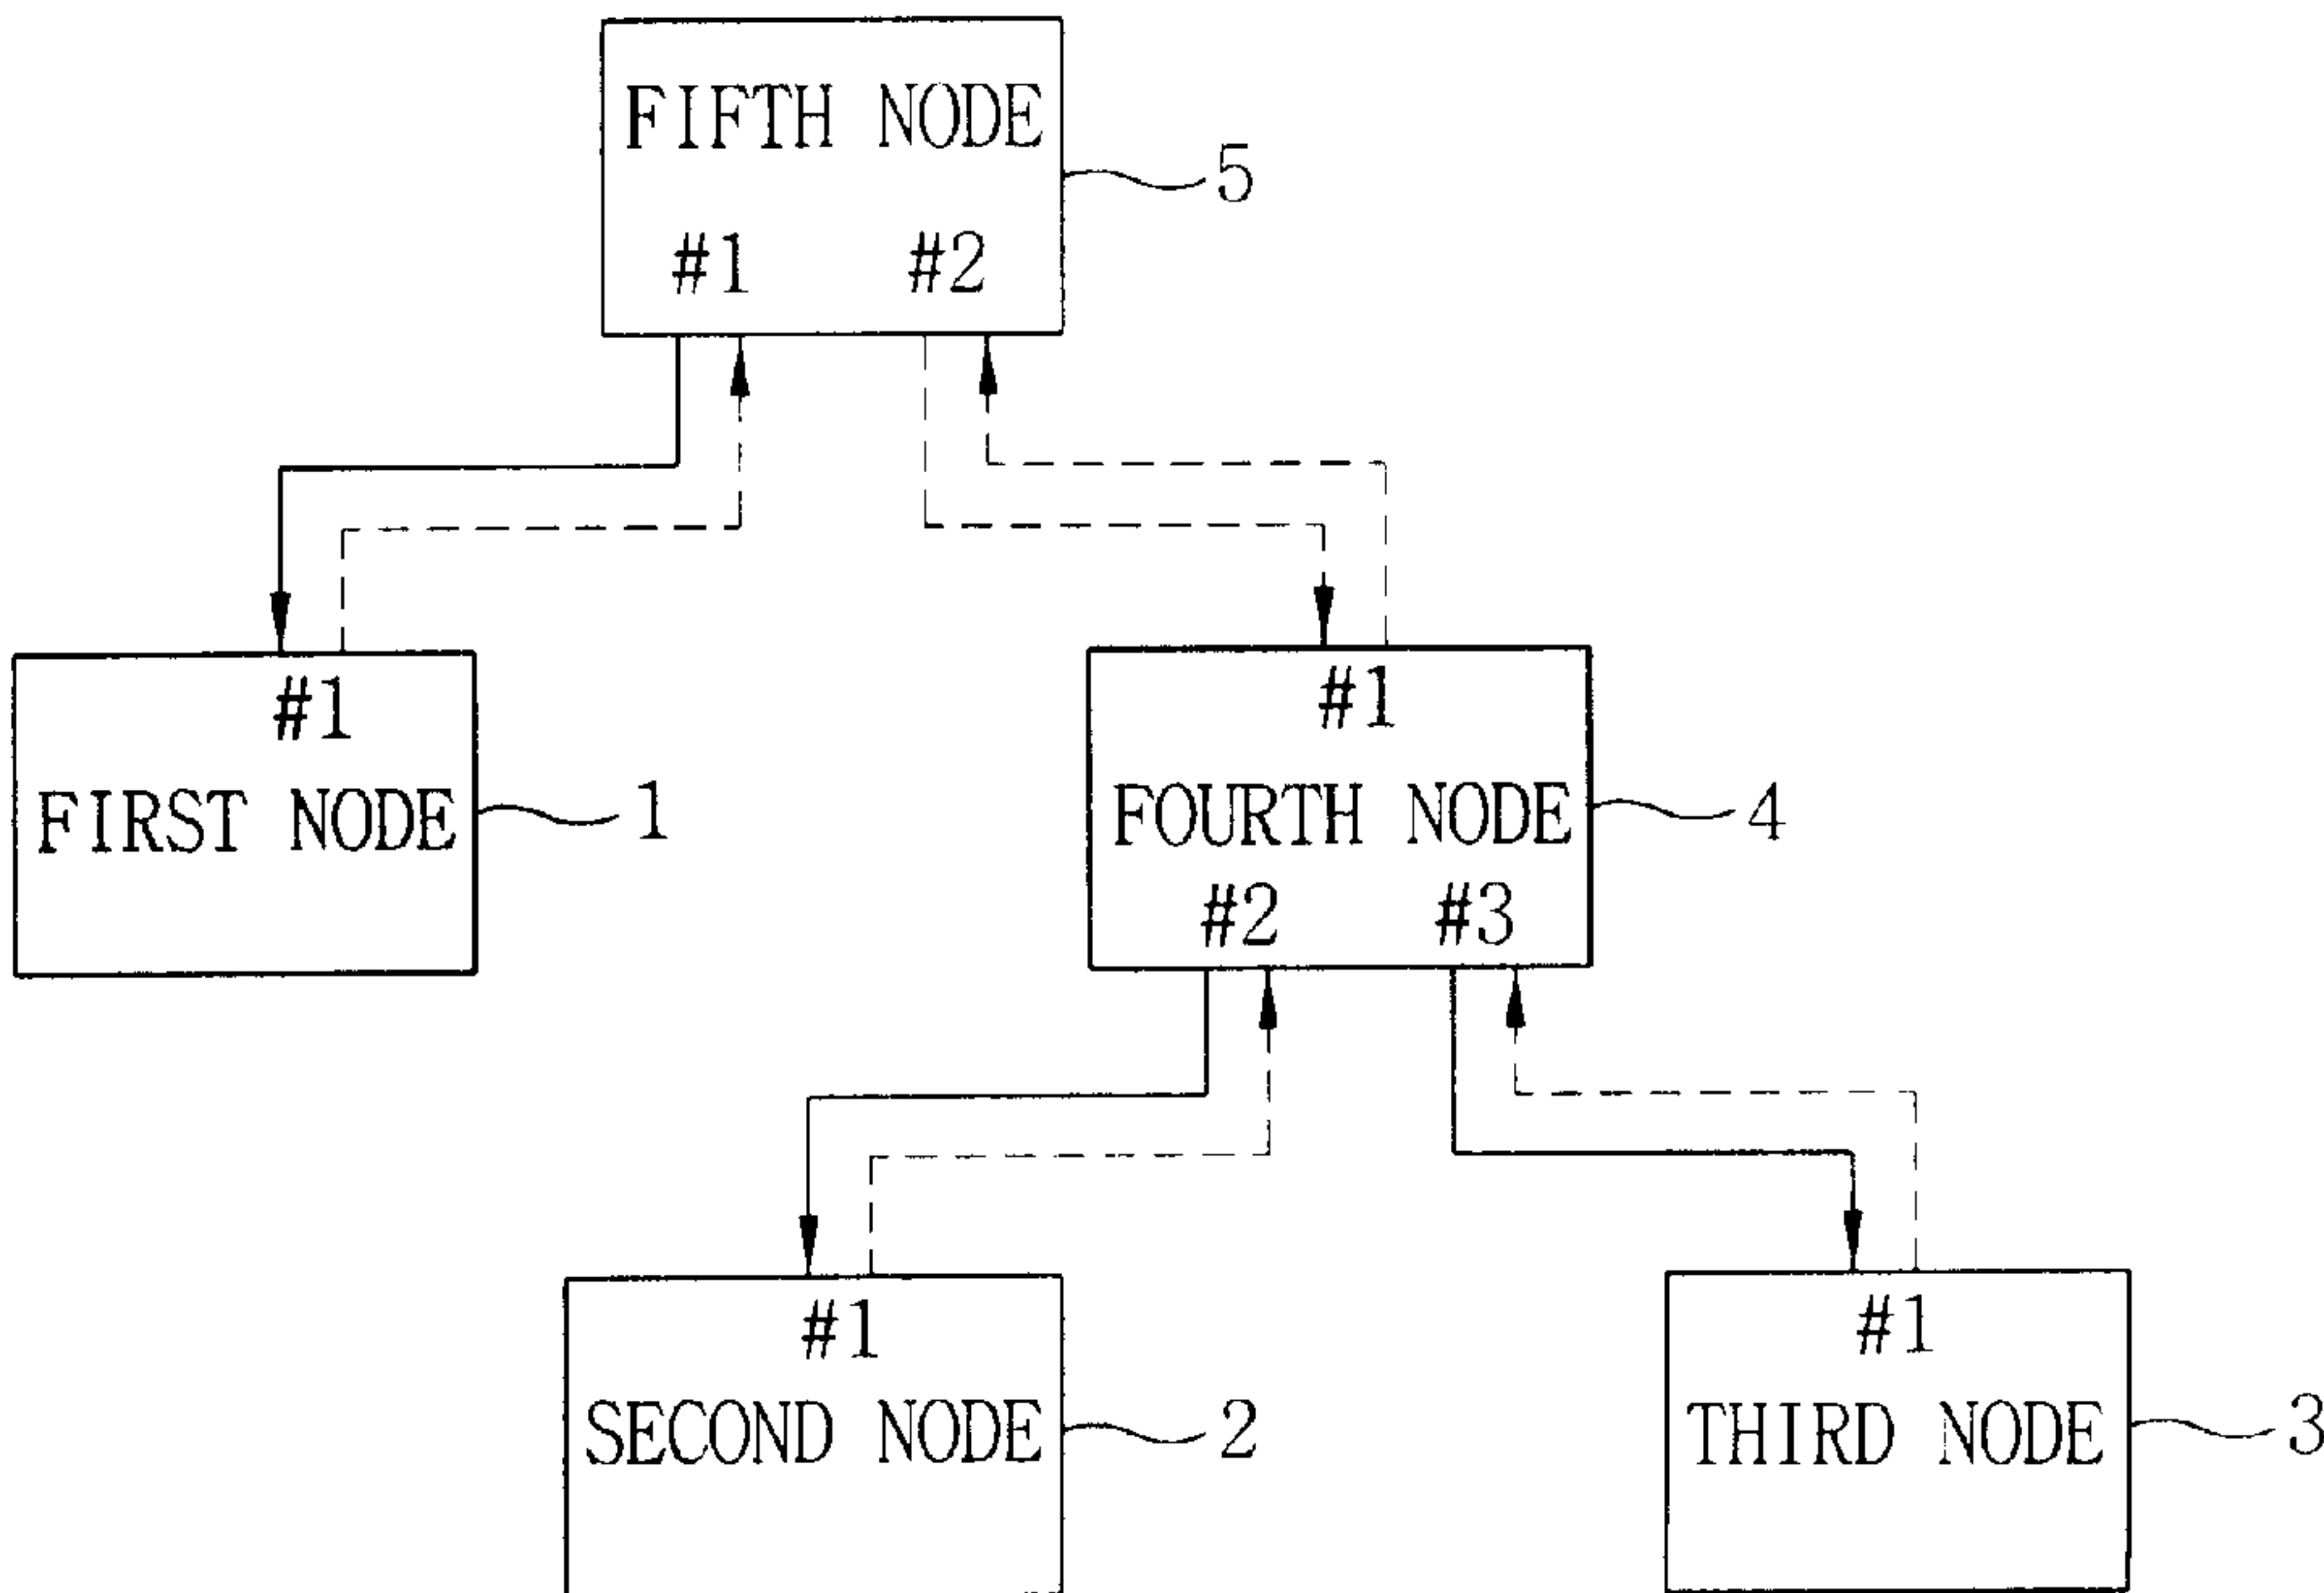 FIFTH NODE
5
#1 #2
#1
FIRST NODE
1
#1
FOURTH NODE
4
#2 #3
#1
SECOND NODE
2
#1
THIRD NODE
3